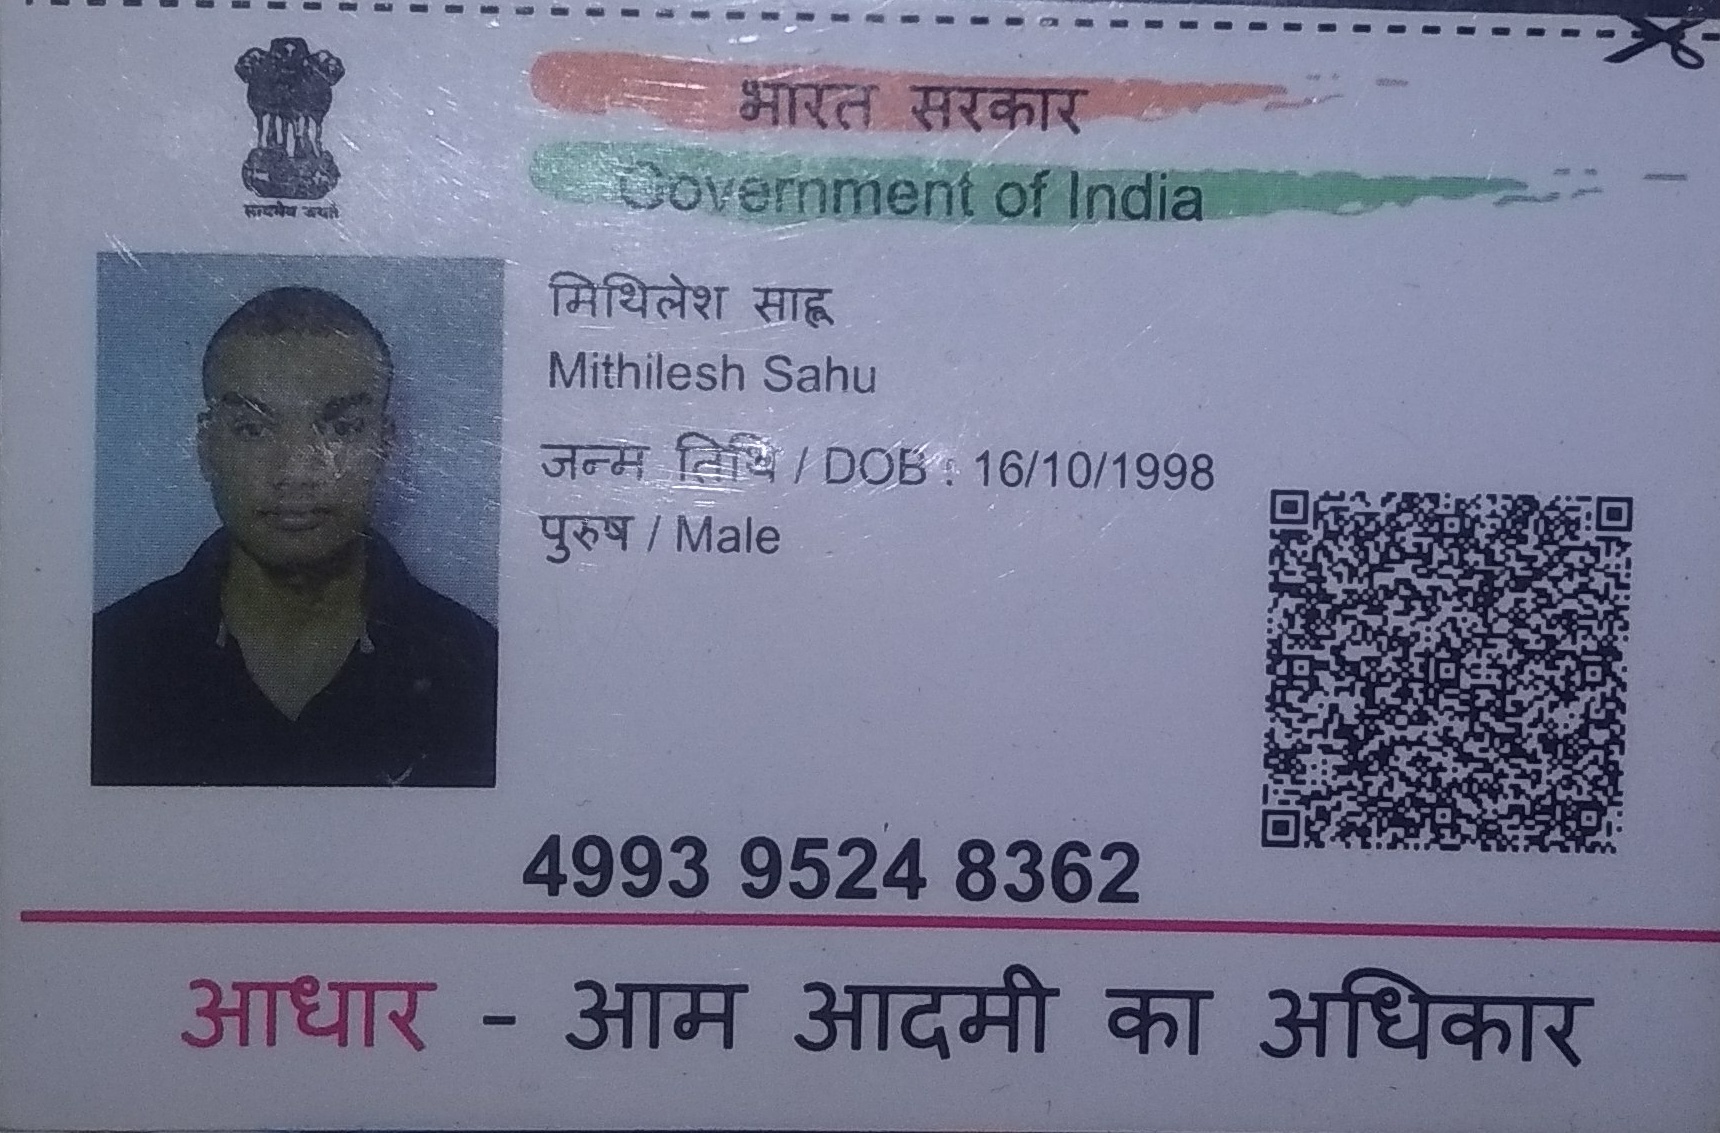 भारत सरकार
Government of India
सत्यमेव जयते
मिथिलेश साहू
Mithilesh Sahu
जन्म तिथि / DOB : 16/10/1998
पुरुष / Male
4993 9524 8362
आधार - आम आदमी का अधिकार